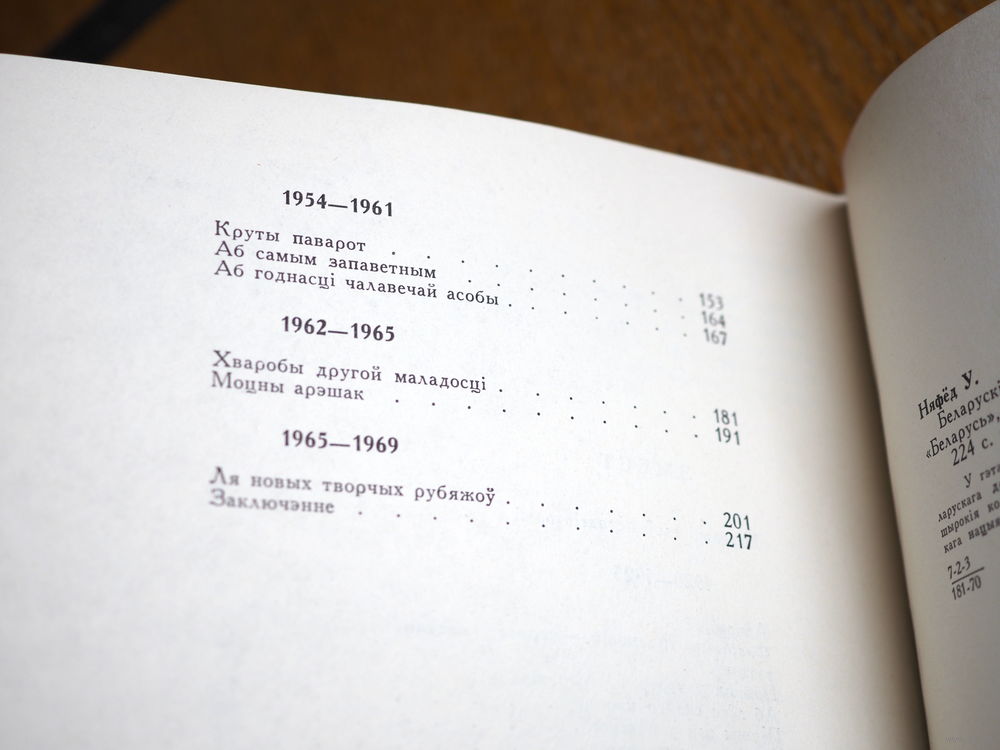 1954—1961
Круты паварот . . . . . . . . . 153
Аб самым запаветным . . . . . . . 164
Аб годнасці чалавечай асобы . . . . . . 167
1962—1965
Хваробы другой маладосці . . . . . . . 181
Моцны арэшак . . . . . . . . . 191
1965—1969
Ля новых творчых рубяжоў . . . . . . . 201
Заключэнне . . . . . . . . . . 217
Няфёд У.
«Беларусь»,
224 с.
У
7-2-3
181-70